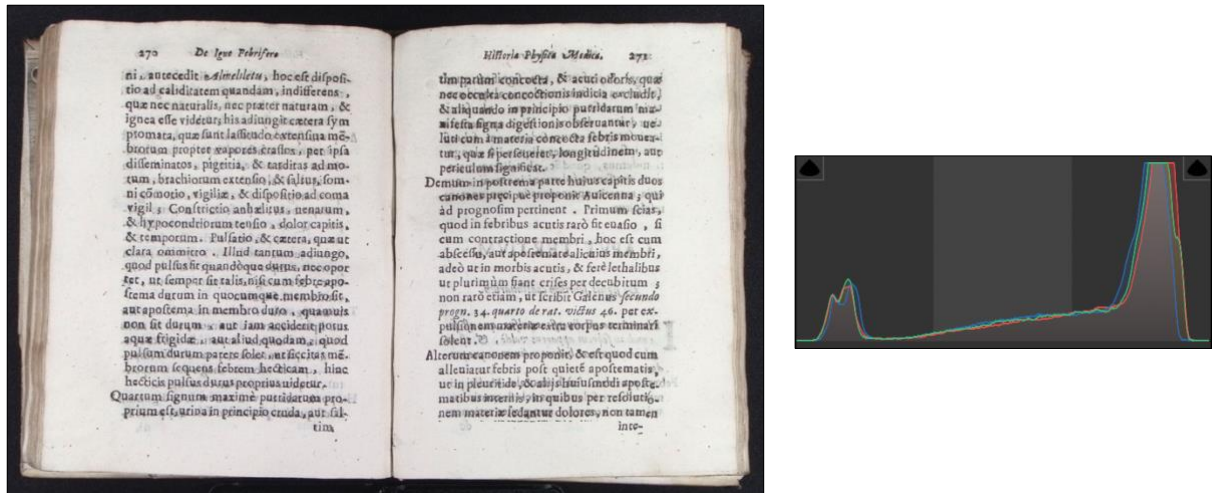 270 De Igne Febrifero
ni, antecedit Almelileta, hoc est disposi-
tio ad caliditatem quandam, indifferens,
quæ nec naturalis, nec præter naturam, &
ignea esse videtur; his adiungit cætera sym
ptomata, quæ sunt lassitudo extensiua mē-
brorum propter vapores crassos, per ipsa
disseminatos, pigritia, & tarditas ad mo-
tum, brachiorum extensio, & saltus, som-
ni cōmotio, vigiliæ, & dispositio ad coma
vigil; Constrictio anhælitus, uenarum,
& hypocondriorum tensio, dolor capitis,
& temporum. Pulsatio, & cætera, quæ ut
clara ommitto. Illud tantum adiungo,
quod pulsus fit quandòque durus, nec opor
tet, ut semper sit talis, nisi cum febre apo-
stema durum in quocumque membro sit,
aut apostema in membro duro, quamuis
non sit durum, aut iam acciderit potus
aquæ frigidæ, aut aliud quodam, quod
pulsum durum patere solet, ut siccitas mē-
brorum sequens febrem hecticam, hinc
hecticis pulsus durus proprius uidetur.
Quartum signum maximè putridarum pro-
prium est, urina in principio cruda, aut sal-
tim
Historia Physica Medica. 271
tim parum concocta, & acuti odoris, quæ
nec occulta concoctionis indicia excludit,
& aliquando in principio putridarum ma-
nifesta signa digestionis obseruantur, ue-
luti cum à materia concocta febris mouea-
tur, quæ si perseueret, longitudinem, aut
periculum significat.
Demum in postrema parte huius capitis duos
canones præcipuè proponit Auicenna; qui
ad prognosim pertinent. Primum scias,
quod in febribus acutis rarò fit euasio, si
cum contractione membri, hoc est cum
abscessu, aut apostemate alicuius membri,
adeò ut in morbis acutis, & ferè lethalibus
ut plurimùm fiant crises per decubitum;
non rarò etiam, ut scribit Galenus secundo
progn. 34. quarto de rat. victus 46. per ex-
pulsionem materiæ extra corpus terminari
solent.
Alterum canonem proponit, & est quod cum
alleniatur febris post quietē apostematis,
ut in pleuritide, & alijs huiusmodi aposte-
matibus internis, in quibus per resolutio-
nem materiæ sedantur dolores, non tamen
inte-